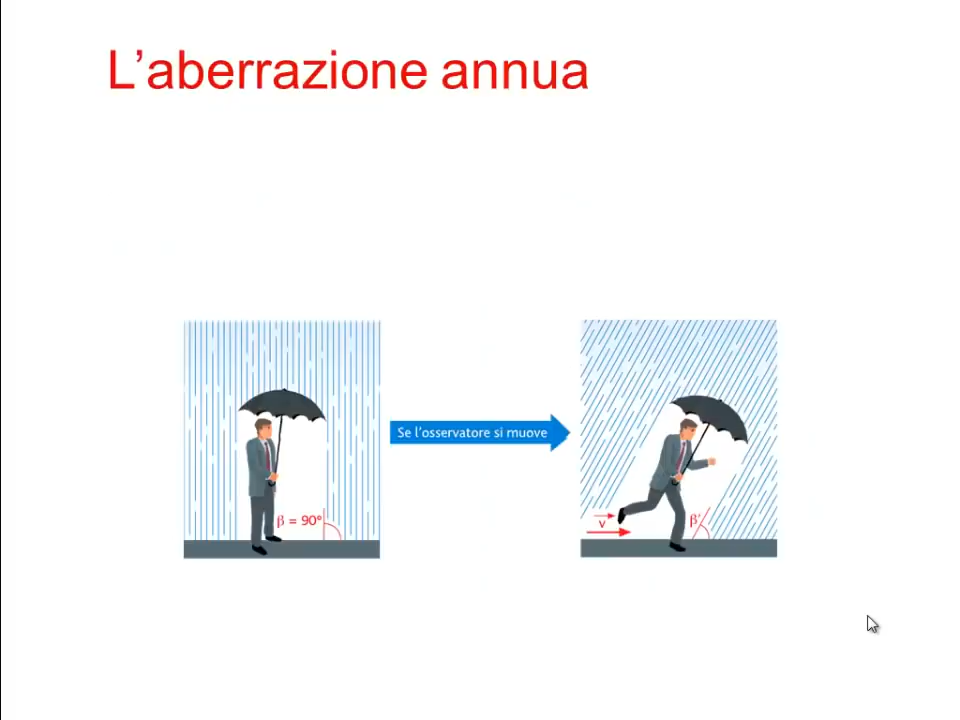 L’aberrazione annua
Se l’osservatore si muove
β = 90°
v
β'